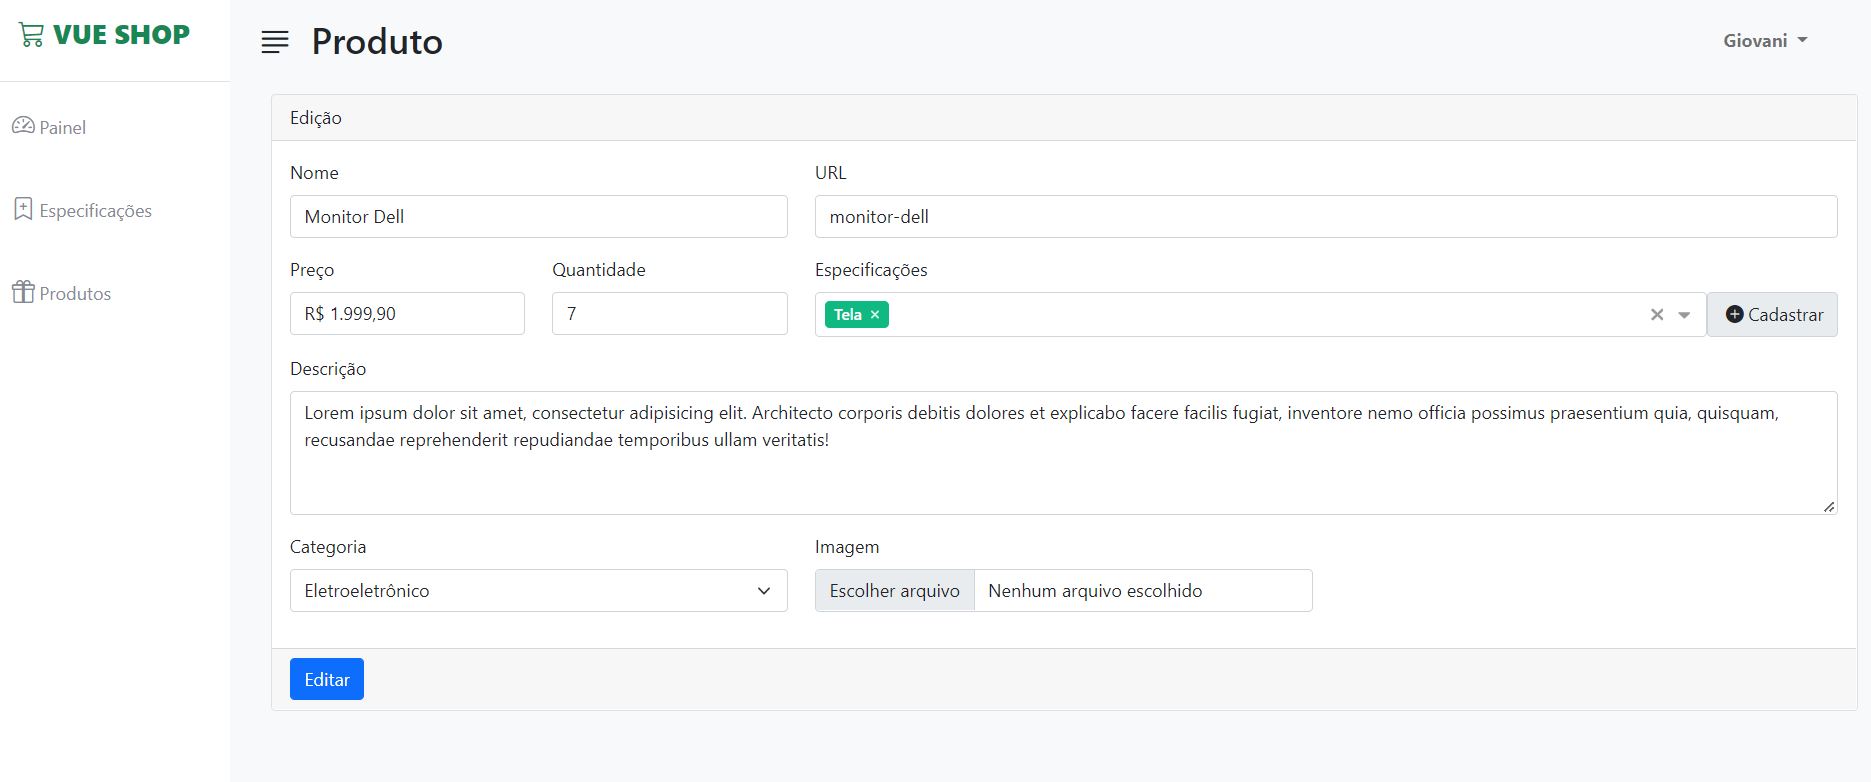 VUE SHOP
Painel
Especificações
Produtos
Produto
Giovani
Edição
Nome
URL
Monitor Dell
monitor-dell
Preço
Quantidade
Especificações
R$ 1.999,90
7
Tela
Cadastrar
Descrição
Lorem ipsum dolor sit amet, consectetur adipisicing elit. Architecto corporis debitis dolores et explicabo facere facilis fugiat, inventore nemo officia possimus praesentium quia, quisquam,
recusandae reprehenderit repudiandae temporibus ullam veritatis!
Categoria
Imagem
Eletroeletrônico
Escolher arquivo
Nenhum arquivo escolhido
Editar